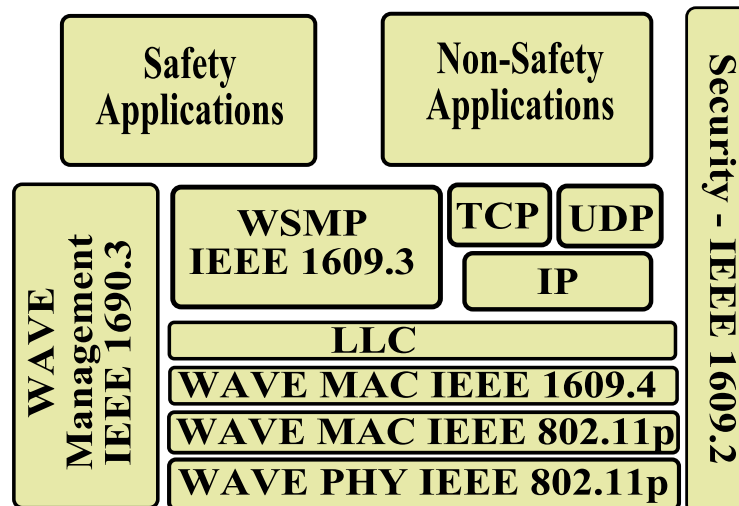 Safety
Applications
Non-Safety
Applications
Security - IEEE 1609.2
WAVE
Management
IEEE 1690.3
WSMP
IEEE 1609.3
TCP
UDP
IP
LLC
WAVE MAC IEEE 1609.4
WAVE MAC IEEE 802.11p
WAVE PHY IEEE 802.11p